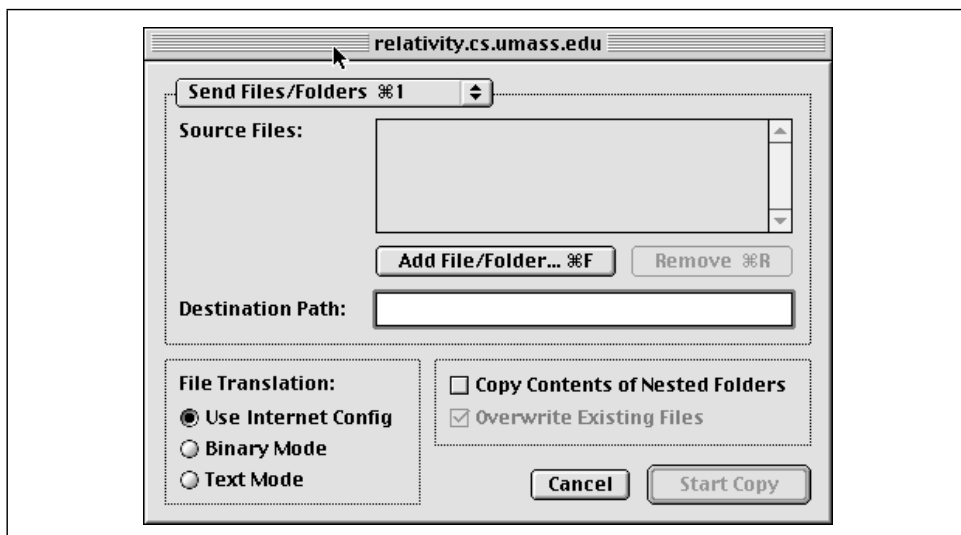 relativity.cs.umass.edu
Send Files/Folders ⌘1
Source Files:
Add File/Folder... ⌘F
Remove ⌘R
Destination Path:
File Translation:
Use Internet Config
Binary Mode
Text Mode
Copy Contents of Nested Folders
Overwrite Existing Files
Cancel
Start Copy